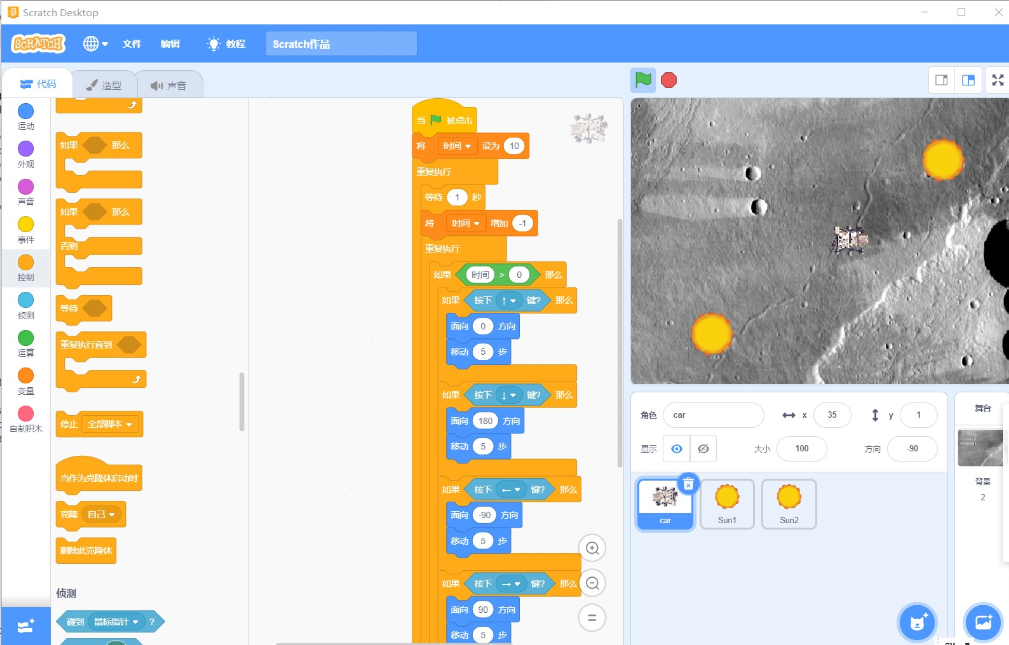 Scratch Desktop
SCRATCH 文件 编辑 教程 Scratch作品
代码 造型 声音
运动
外观
声音
事件
控制
侦测
运算
变量
自制积木
如果 那么
如果 那么
否则
等待
重复执行直到
停止 全部脚本
当作为克隆体启动时
克隆 自己
删除此克隆体
侦测
碰到 鼠标指针 ?
当 被点击
将 时间 设为 10
重复执行
等待 1 秒
将 时间 增加 -1
重复执行
如果 时间 > 0 那么
如果 按下 ↑ 键? 那么
面向 0 方向
移动 5 步
如果 按下 ↓ 键? 那么
面向 180 方向
移动 5 步
如果 按下 ← 键? 那么
面向 -90 方向
移动 5 步
如果 按下 → 键? 那么
面向 90 方向
移动 5 步
角色 car x 35 y 1
显示 大小 100 方向 -90
car Sun1 Sun2
舞台
背景
2